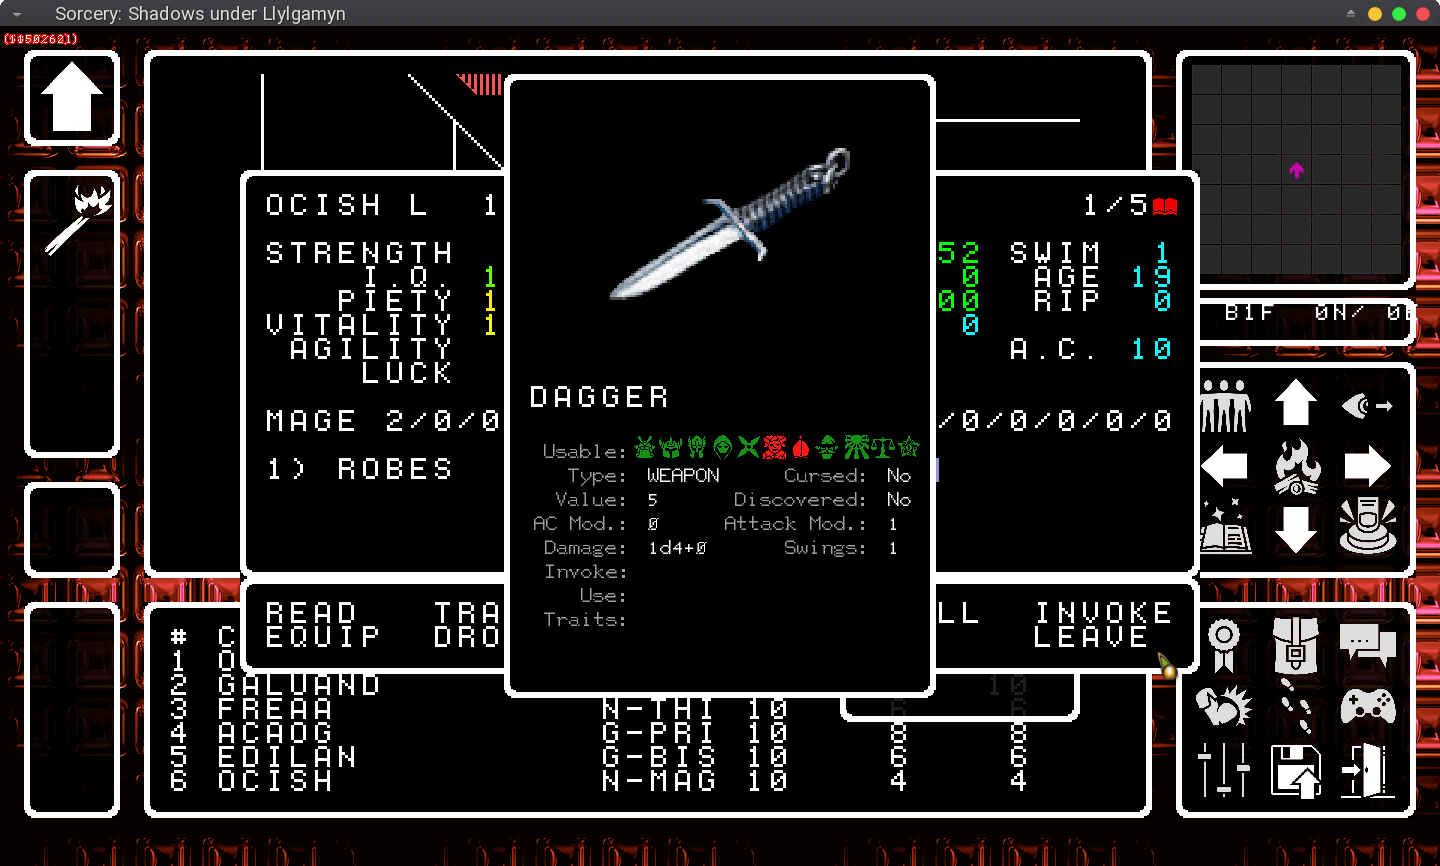 Sorcery: Shadows under Llylgamyn
OCISH L 1
1/5
STRENGTH
I.Q. 1
PIETY 1
VITALITY 1
AGILITY
LUCK
52 SWIM 1
0 AGE 19
00 RIP 0
0
A.C. 10
MAGE 2/0/0
/0/0/0/0/0
1) ROBES
DAGGER
Usable:
Type: WEAPON Cursed: No
Value: 5 Discovered: No
AC Mod.: 0 Attack Mod.: 1
Damage: 1d4+0 Swings: 1
Invoke:
Use:
Traits:
B1F 0N/ 0E
READ TRA LL INVOKE
EQUIP DRO LEAVE
# C
1 O
2 GALUAND 10
3 FREAA N-THI 10 6 6
4 ACAOG G-PRI 10 8 8
5 EDILAN G-BIS 10 6 6
6 OCISH N-MAG 10 4 4